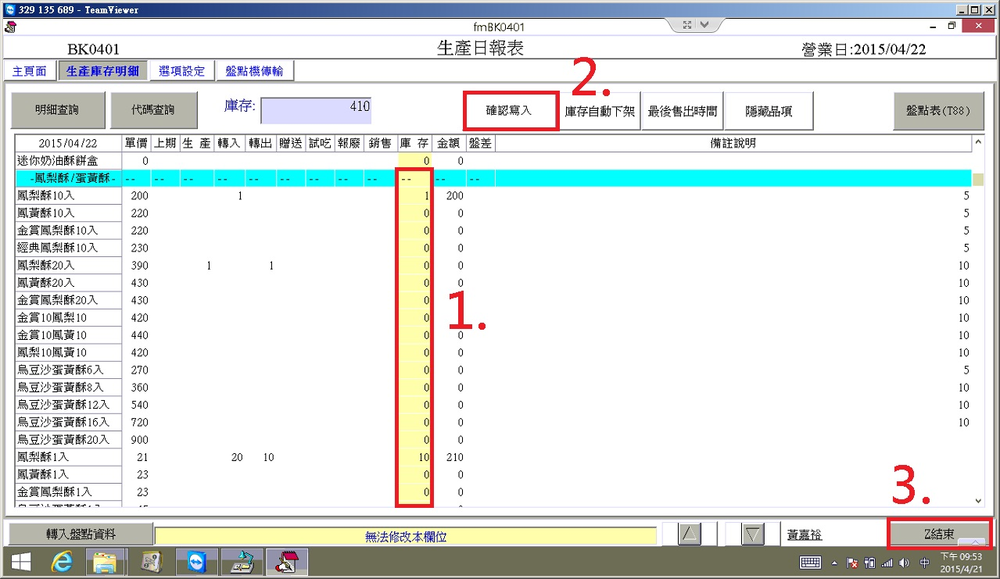 329 135 689 - TeamViewer
fmBK0401
BK0401 生產日報表 營業日:2015/04/22
主頁面 生產庫存明細 選項設定 盤點機傳輸
2.
明細查詢 代碼查詢 庫存: 410 確認寫入 庫存自動下架 最後售出時間 隱藏品項 盤點表(T88)
2015/04/22 單價 上期 生 產 轉入 轉出 贈送 試吃 報廢 銷售 庫 存 金額 盤差 備註說明
迷你奶油酥餅盒 0 0 0
-鳳梨酥/蛋黃酥- -- -- -- -- -- -- -- -- -- -- -- --
鳳梨酥10入 200 1 1 200 5
鳳黃酥10入 220 0 0 5
金賞鳳梨酥10入 220 0 0 5
經典鳳梨酥10入 230 0 0 5
鳳梨酥20入 390 1 1 0 0 10
鳳黃酥20入 430 0 0 10
金賞鳳梨酥20入 430 0 0 10
1.
金賞10鳳梨10 420 0 0 10
金賞10鳳黃10 440 0 0 10
鳳梨10鳳黃10 420 0 0 10
烏豆沙蛋黃酥6入 270 0 0 5
烏豆沙蛋黃酥8入 360 0 0 10
烏豆沙蛋黃酥12入 540 0 0 10
烏豆沙蛋黃酥16入 720 0 0 10
烏豆沙蛋黃酥20入 900 0 0
鳳梨酥1入 21 20 10 10 210
鳳黃酥1入 23 0 0
金賞鳳梨酥1入 23 0 0
3.
轉入盤點資料 無法修改本欄位 黃嘉裕 Z結束
中 下午 09:53
2015/4/21